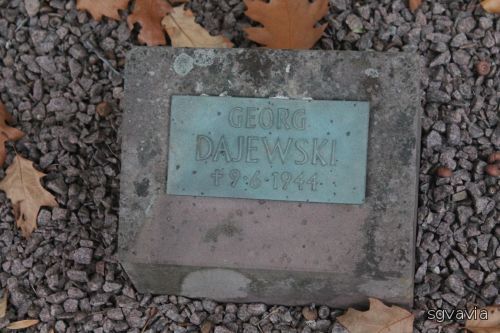 GEORG
DAJEWSKI
† 9·6·1944
sgvavia